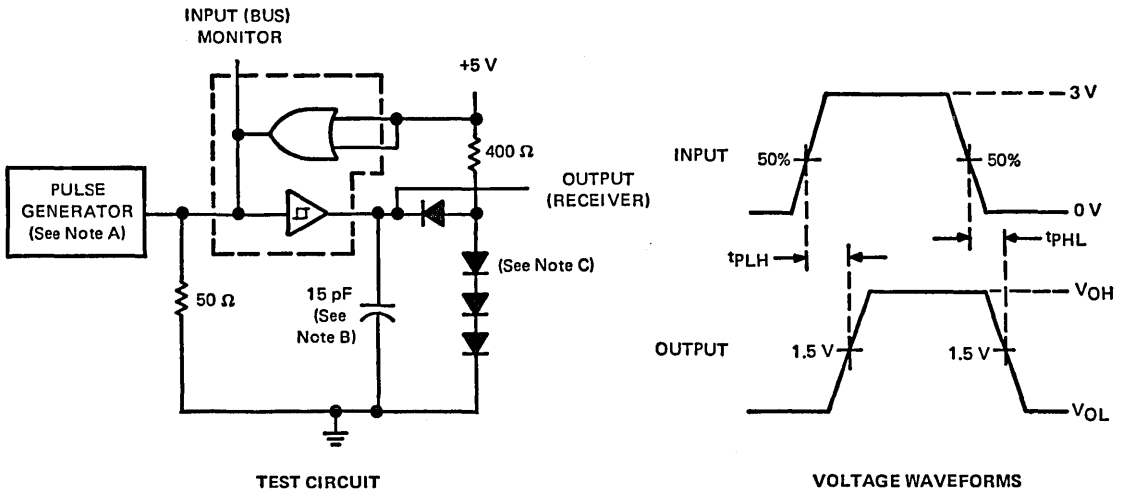 INPUT (BUS)
MONITOR
+5 V
400 Ω
PULSE
GENERATOR
(See Note A)
OUTPUT
(RECEIVER)
50 Ω
15 pF
(See
Note B)
(See Note C)
TEST CIRCUIT
3 V
INPUT
50%
50%
0 V
tPLH
tPHL
VOH
OUTPUT
1.5 V
1.5 V
VOL
VOLTAGE WAVEFORMS